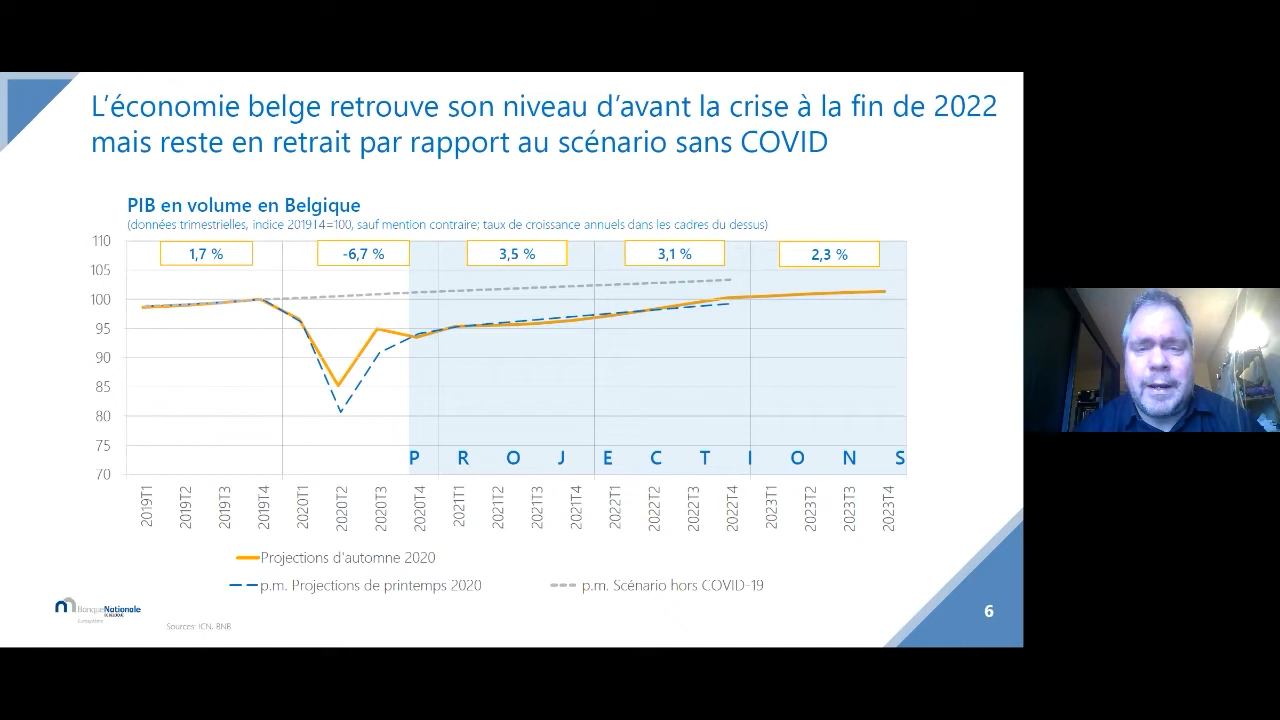 L'économie belge retrouve son niveau d'avant la crise à la fin de 2022
mais reste en retrait par rapport au scénario sans COVID
PIB en volume en Belgique
(données trimestrielles, indice 2019T4=100, sauf mention contraire; taux de croissance annuels dans les cadres du dessus)
110
105
100
95
90
85
80
75
70
1,7 %
-6,7 %
3,5 %
3,1 %
2,3 %
P R O J E C T I O N S
2019T1
2019T2
2019T3
2019T4
2020T1
2020T2
2020T3
2020T4
2021T1
2021T2
2021T3
2021T4
2022T1
2022T2
2022T3
2022T4
2023T1
2023T2
2023T3
2023T4
Projections d'automne 2020
p.m. Projections de printemps 2020
p.m. Scénario hors COVID-19
BanqueNationale
DE BELGIQUE
Eurosystème
Sources: ICN, BNB
6